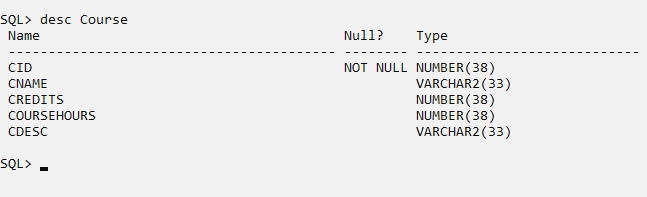 SQL> desc Course
Name Null? Type
----------------------------------------- -------- ----------------------------
CID NOT NULL NUMBER(38)
CNAME VARCHAR2(33)
CREDITS NUMBER(38)
COURSEHOURS NUMBER(38)
CDESC VARCHAR2(33)
SQL>